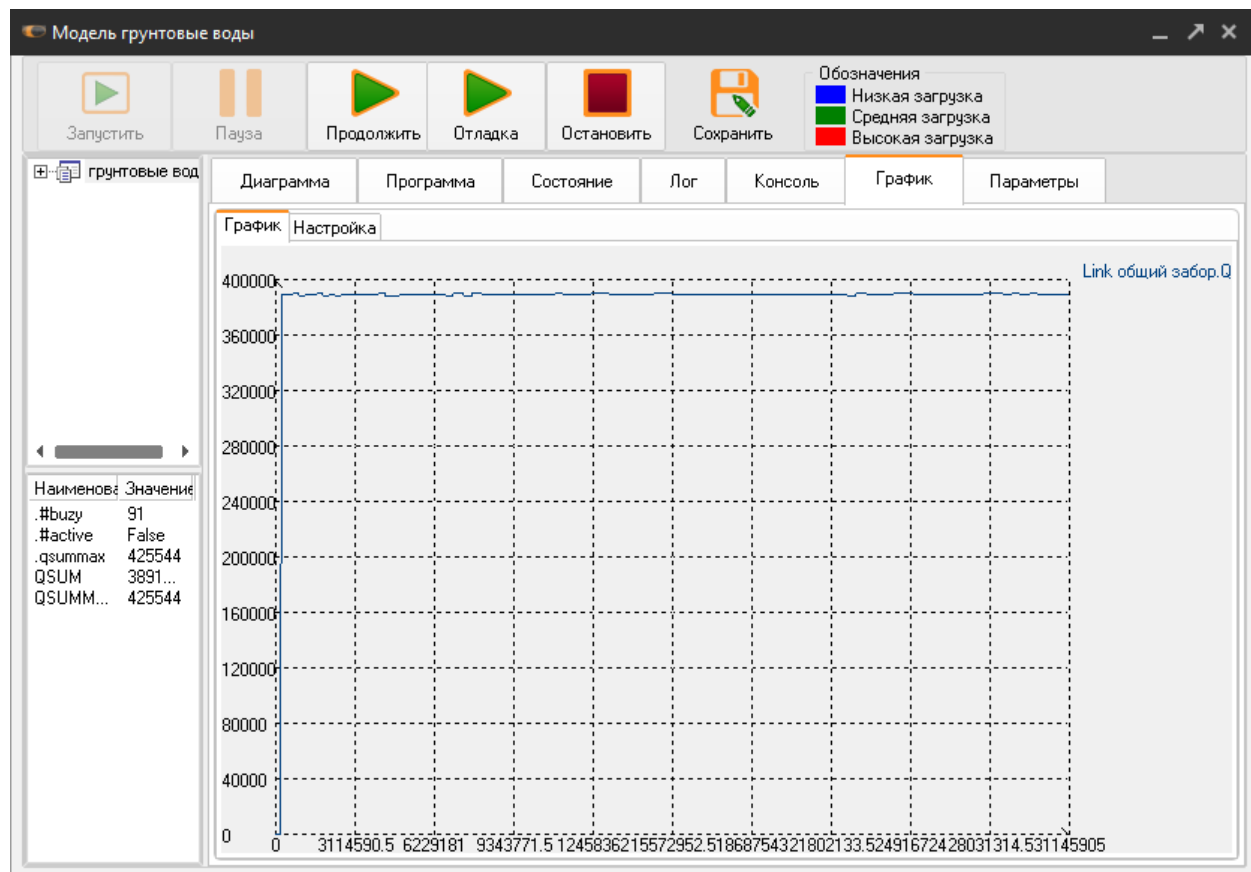 Модель грунтовые воды
Запустить Пауза Продолжить Отладка Остановить Сохранить
Обозначения
Низкая загрузка
Средняя загрузка
Высокая загрузка
грунтовые вод
Диаграмма Программа Состояние Лог Консоль График Параметры
График Настройка
Link общий забор.Q
400000
360000
320000
280000
240000
200000
160000
120000
80000
40000
0
0 3114590.5 6229181 9343771.5 12458362 15572952.5 18687543 21802133.5 24916724 28031314.5 31145905
Наименова Значение
.#buzy 91
.#active False
.qsummax 425544
QSUM 3891...
QSUMM... 425544